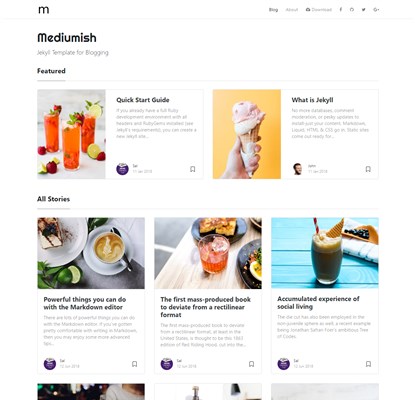 m
Blog About Download G+
Mediumish
Jekyll Template for Blogging
Featured
Quick Start Guide
If you already have a full Ruby
development environment with all
headers and RubyGems installed (see
Jekyll's requirements), you can create a
new Jekyll site...
Sal
11 Jan 2018
What is Jekyll
No more databases, comment
moderation, or pesky updates to
install—just your content. Markdown,
Liquid, HTML & CSS go in. Static sites
come out ready for...
John
11 Jan 2018
All Stories
Powerful things you can do
with the Markdown editor
There are lots of powerful things you can do
with the Markdown editor. If you've gotten
pretty comfortable with writing in Markdown,
then you may enjoy some more advanced
tips...
Sal
12 Jan 2018
The first mass-produced book
to deviate from a rectilinear
format
The first mass-produced book to deviate from
a rectilinear format, at least in the United
States, is thought to be this 1863
edition of Red Riding Hood, cut into the...
Sal
12 Jan 2018
Accumulated experience of
social living
The die cut has also been employed in the
non-juvenile sphere as well, a recent example
being Jonathan Safran Foer's ambitious Tree
of Codes.
Sal
12 Jan 2018